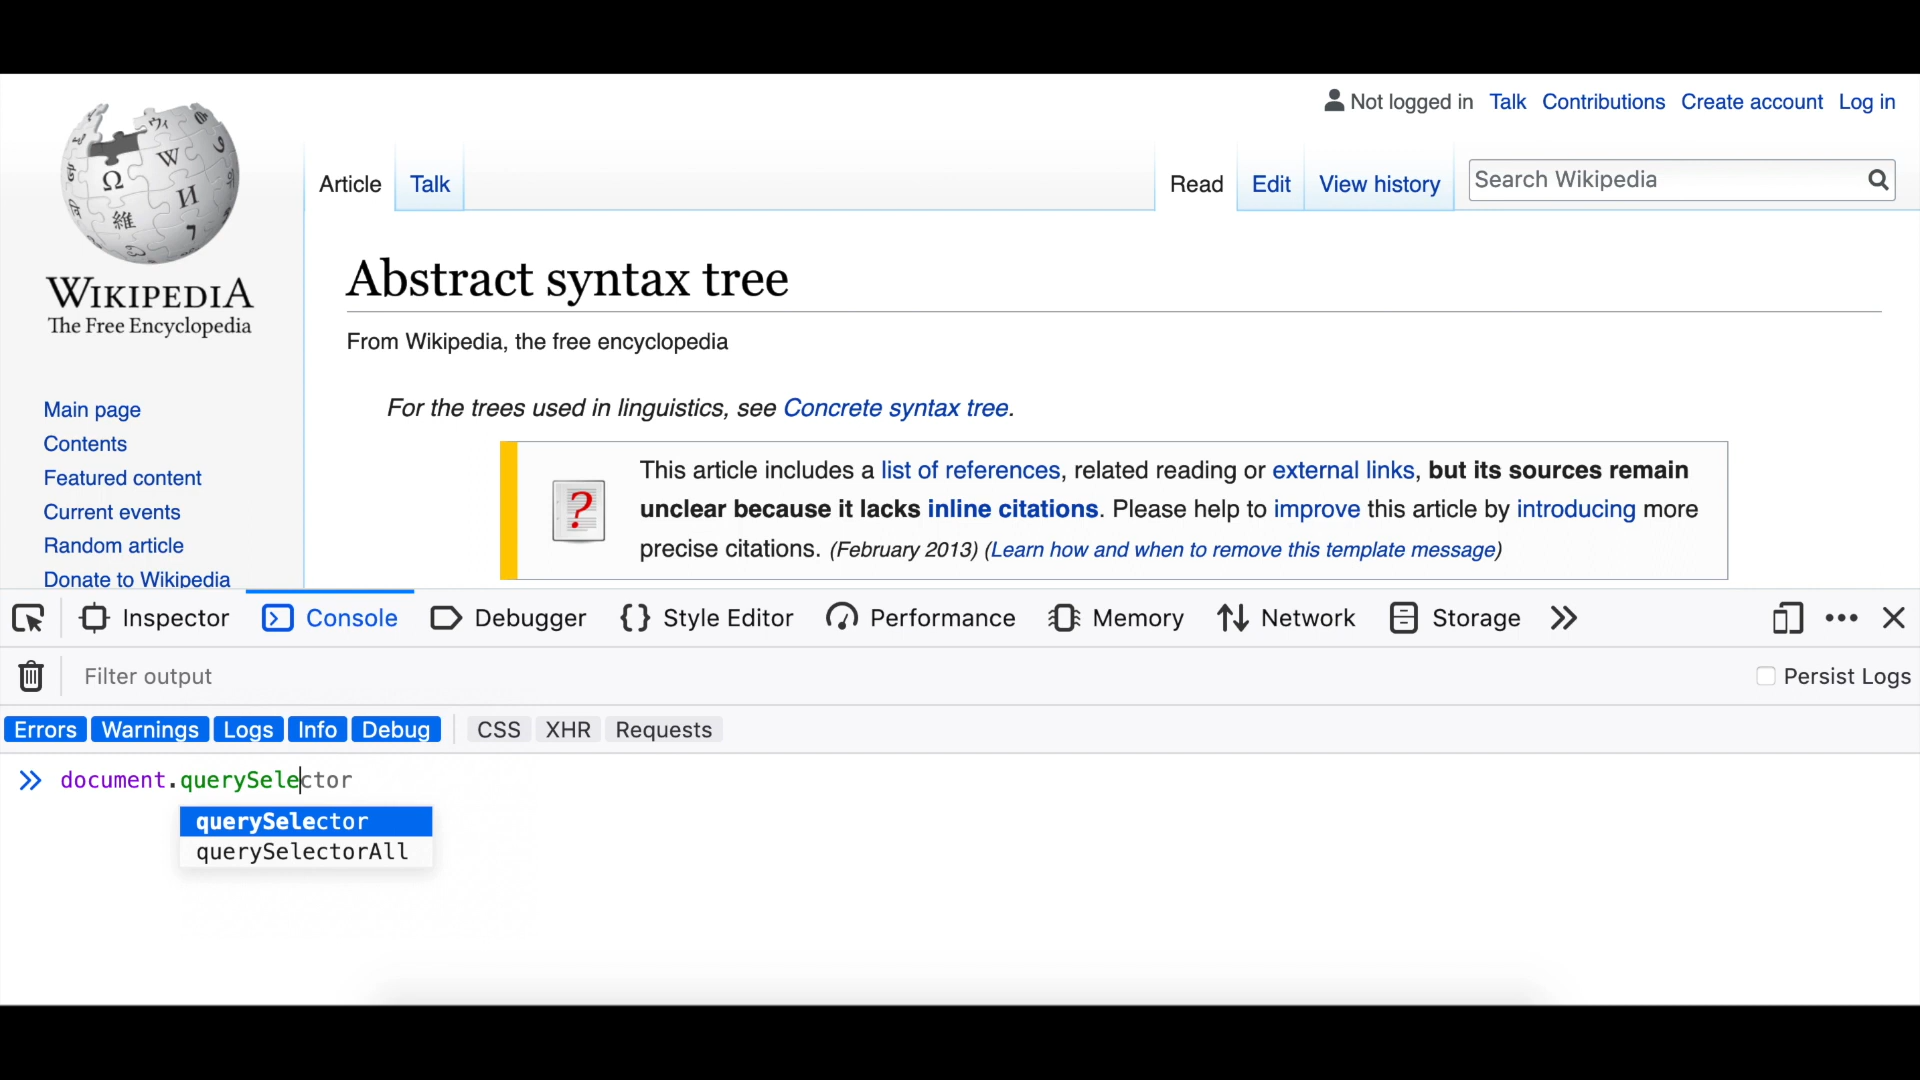 Not logged in Talk Contributions Create account Log in
Article Talk Read Edit View history Search Wikipedia
WIKIPEDIA
The Free Encyclopedia
Abstract syntax tree
From Wikipedia, the free encyclopedia
For the trees used in linguistics, see Concrete syntax tree.
Main page
Contents
Featured content
Current events
Random article
Donate to Wikipedia
This article includes a list of references, related reading or external links, but its sources remain
unclear because it lacks inline citations. Please help to improve this article by introducing more
precise citations. (February 2013) (Learn how and when to remove this template message)
Inspector Console Debugger {} Style Editor Performance Memory Network Storage
Filter output Persist Logs
Errors Warnings Logs Info Debug CSS XHR Requests
document.querySelector
querySelector
querySelectorAll